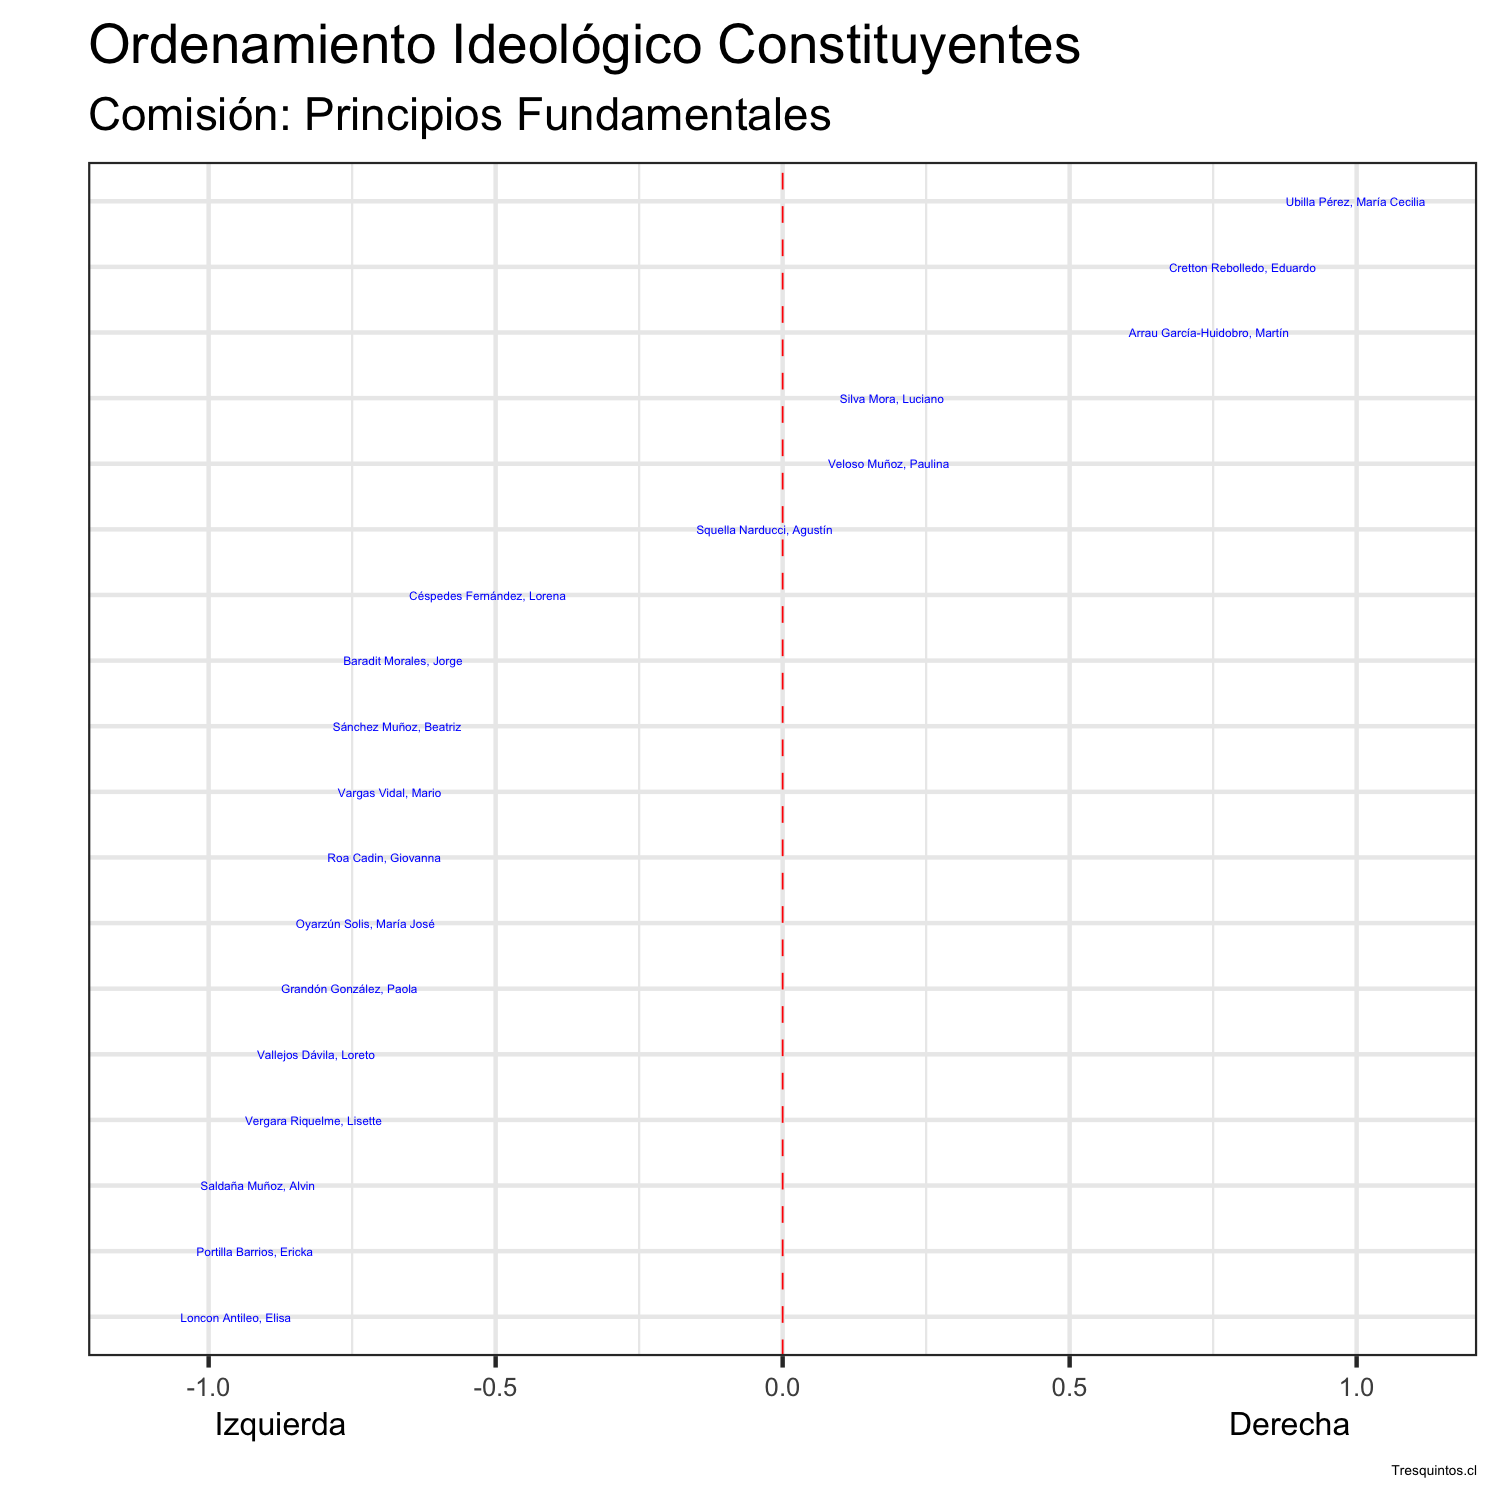 Ordenamiento Ideológico Constituyentes
Comisión: Principios Fundamentales
Ubilla Pérez, María Cecilia
Cretton Rebolledo, Eduardo
Arrau García-Huidobro, Martín
Silva Mora, Luciano
Veloso Muñoz, Paulina
Squella Narducci, Agustín
Céspedes Fernández, Lorena
Baradit Morales, Jorge
Sánchez Muñoz, Beatriz
Vargas Vidal, Mario
Roa Cadin, Giovanna
Oyarzún Solis, María José
Grandón González, Paola
Vallejos Dávila, Loreto
Vergara Riquelme, Lisette
Saldaña Muñoz, Alvin
Portilla Barrios, Ericka
Loncon Antileo, Elisa
-1.0 -0.5 0.0 0.5 1.0
Izquierda Derecha
Tresquintos.cl